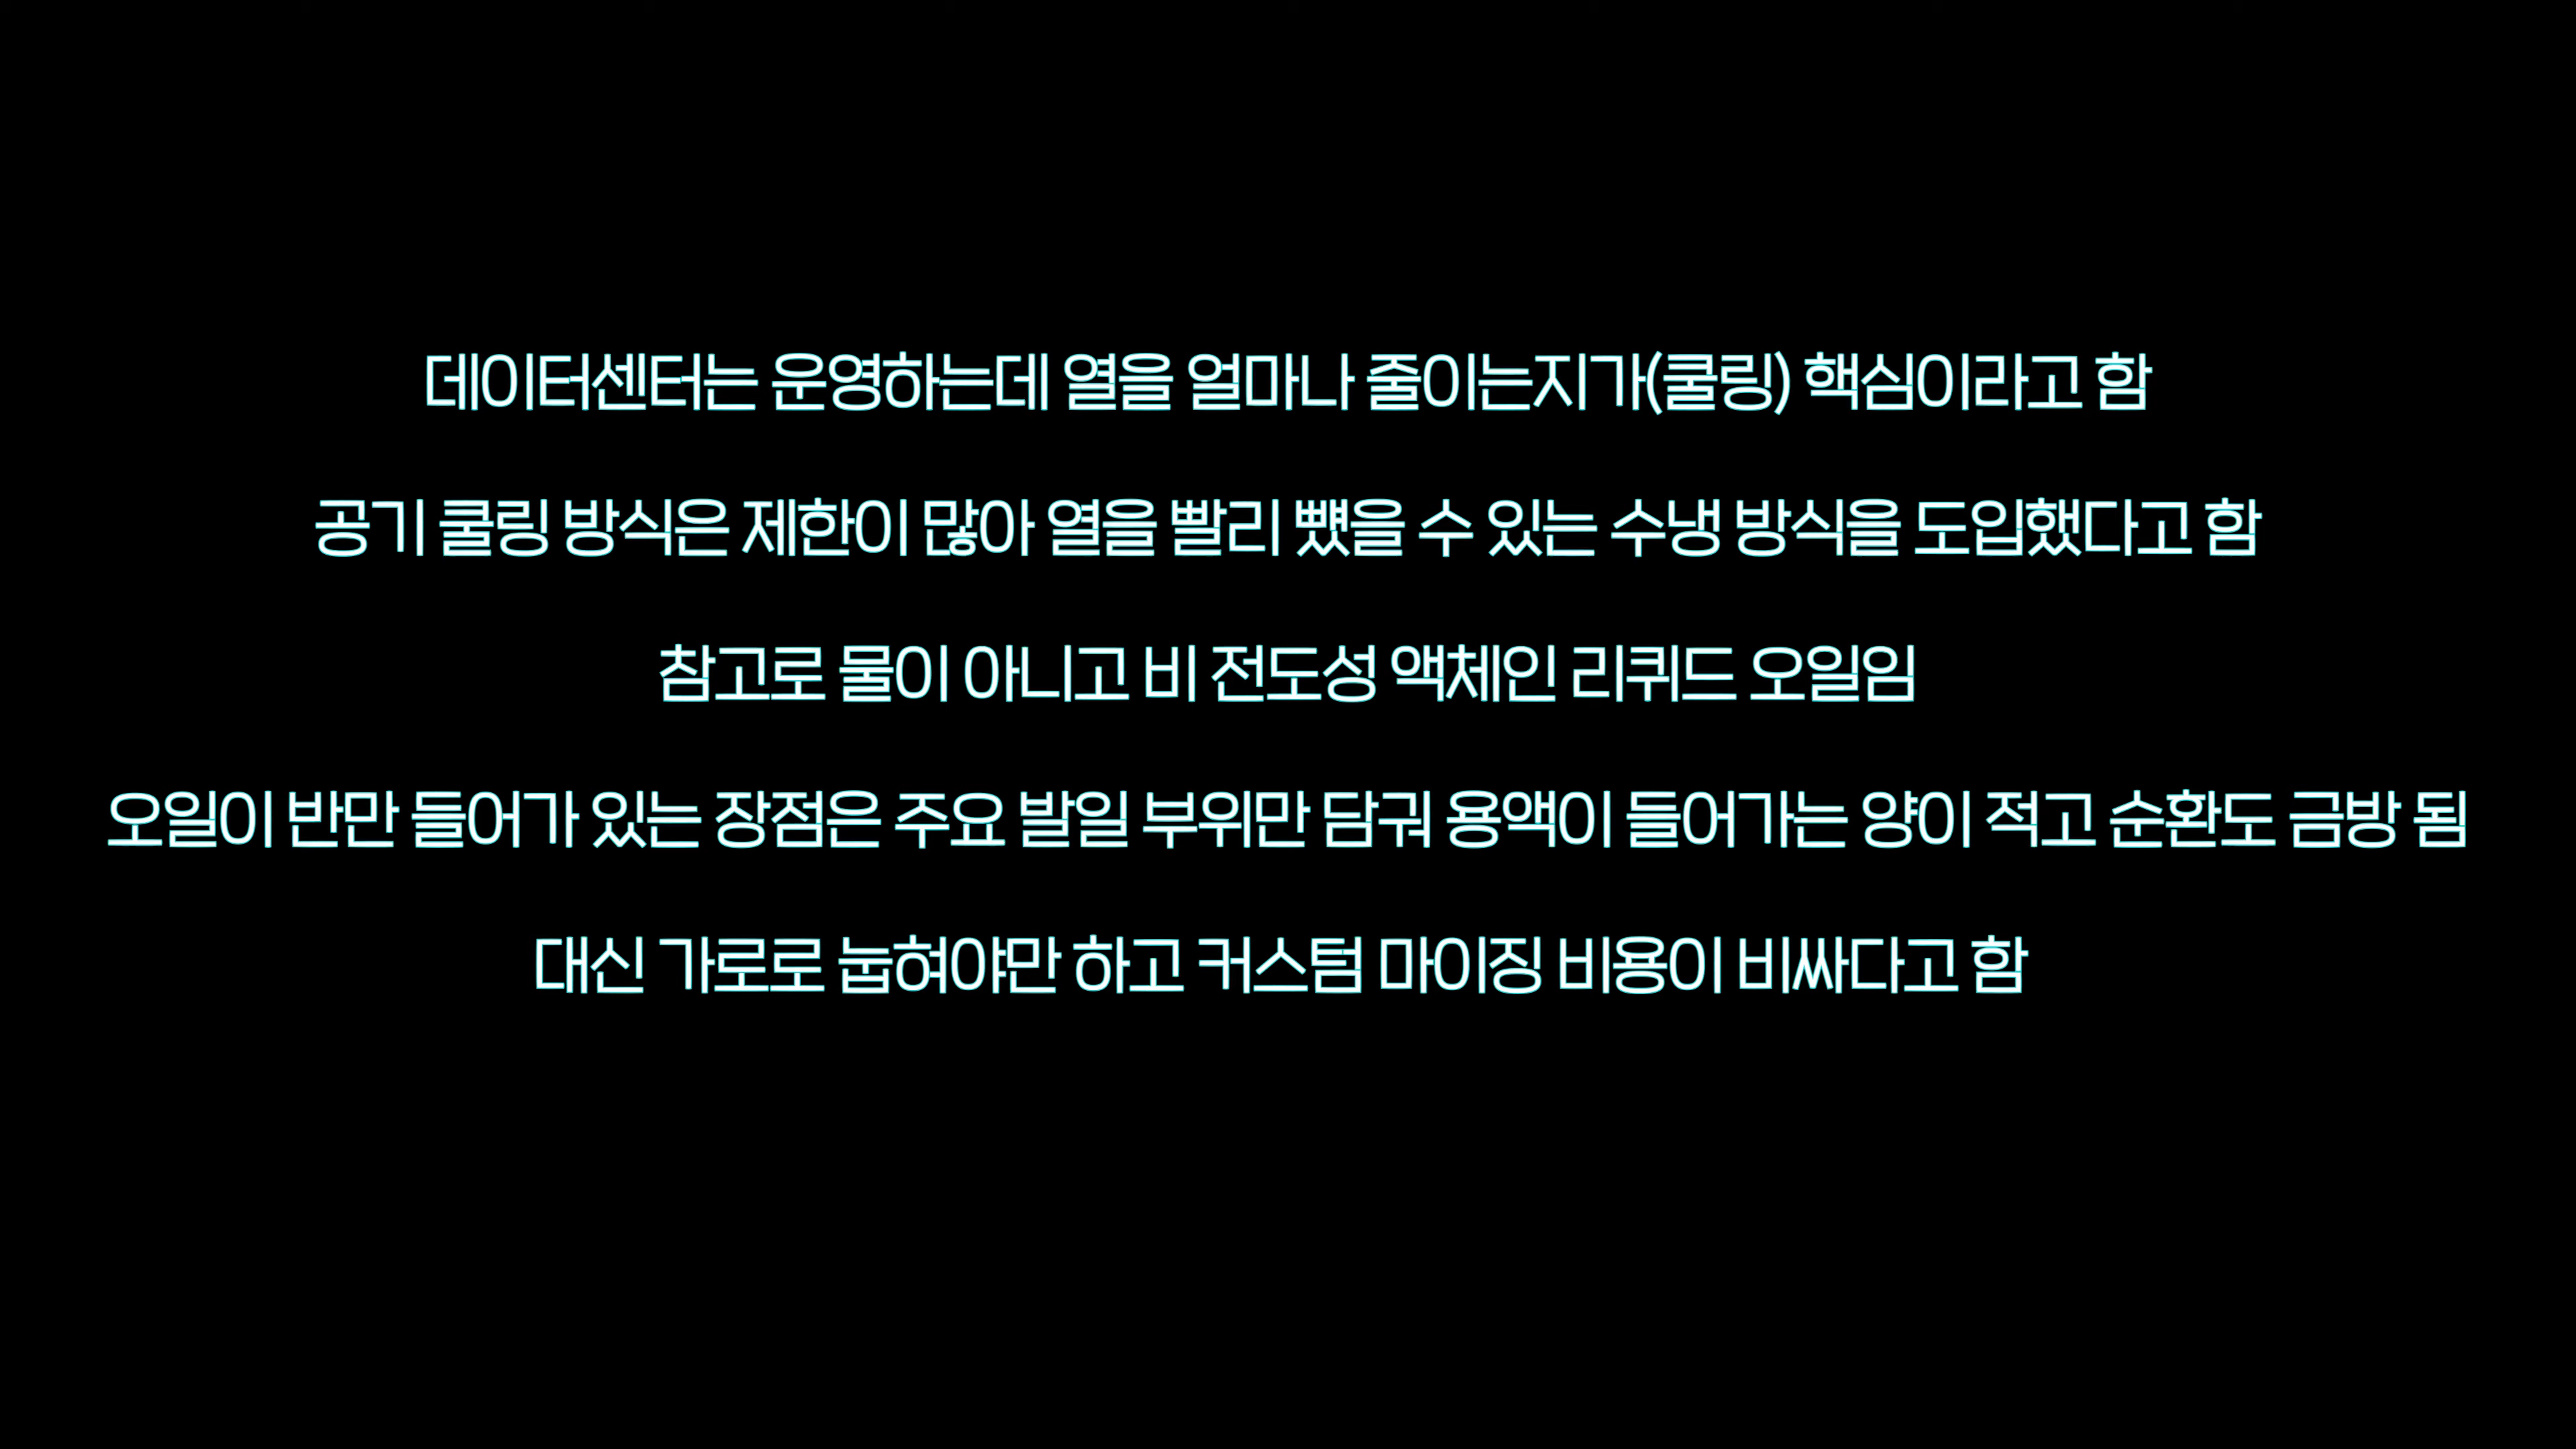 데이터센터는 운영하는데 열을 얼마나 줄이는지가(쿨링) 핵심이라고 함
공기 쿨링 방식은 제한이 많아 열을 빨리 뺐을 수 있는 수냉 방식을 도입했다고 함
참고로 물이 아니고 비 전도성 액체인 리퀴드 오일임
오일이 반만 들어가 있는 장점은 주요 발일 부위만 담궈 용액이 들어가는 양이 적고 순환도 금방 됨
대신 가로로 눕혀야만 하고 커스텀 마이징 비용이 비싸다고 함